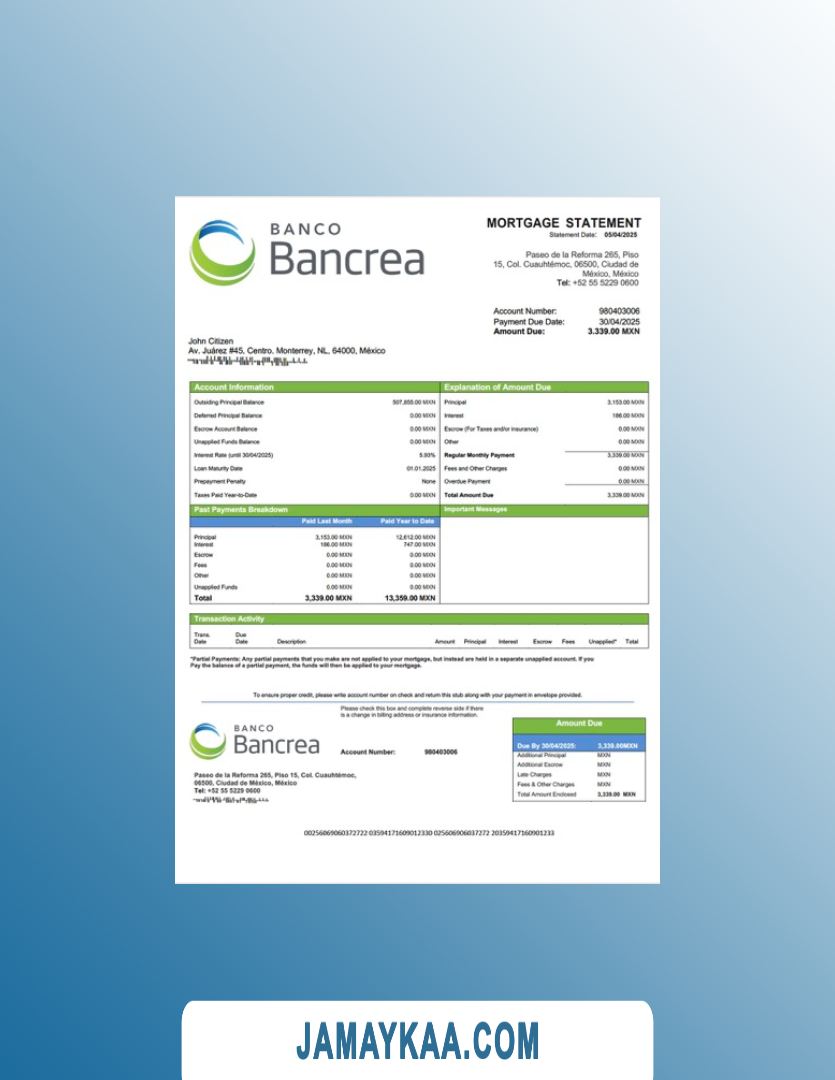 BANCO
Bancrea
MORTGAGE STATEMENT
Statement Date: 05/04/2025
Paseo de la Reforma 265, Piso
15, Col. Cuauhtémoc, 06500, Ciudad de
México, México
Tel: +52 55 5229 0600
Account Number: 980403006
Payment Due Date: 30/04/2025
Amount Due: 3.339.00 MXN
John Citizen
Av. Juárez #45, Centro. Monterrey, NL, 64000, México
Account Information
Outsiding Principal Balance 507,655.00 MXN
Deferred Principal Balance 0.00 MXN
Escrow Account Balance 0.00 MXN
Unapplied Funds Balance 0.00 MXN
Interest Rate (until 30/04/2025)
Loan Maturity Date 01.01.2025
Prepayment Penalty None
Taxes Paid Year-to-Date 0.00 MXN
Explanation of Amount Due
Principal 3,153.00 MXN
Interest 186.00 MXN
Escrow (For Taxes and/or insurance) 0.00 MXN
Other 0.00 MXN
Regular Monthly Payment 3,339.00 MXN
Fees and Other Charges 0.00 MXN
Overdue Payment 0.00 MXN
Total Amount Due 3,339.00 MXN
Past Payments Breakdown
Paid Last Month Paid Year to Date
Principal 3,153.00 MXN 12,612.00 MXN
Interest 186.00 MXN 747.00 MXN
Escrow 0.00 MXN 0.00 MXN
Fees 0.00 MXN 0.00 MXN
Other 0.00 MXN 0.00 MXN
Unapplied Funds 0.00 MXN 0.00 MXN
Total 3,339.00 MXN 13,359.00 MXN
Important Messages
Transaction Activity
Trans. Date Due Date Description Amount Principal Interest Escrow Fees Unapplied* Total
*Partial Payments: Any partial payments that you make are not applied to your mortgage, but instead are held in a separate unapplied account. If you
Pay the balance of a partial payment, the funds will then be applied to your mortgage.
To ensure proper credit, please write account number on check and return this stub along with your payment in envelope provided.
Please check this box and complete reverse side if there
is a change in billing address or insurance information.
BANCO
Bancrea
Account Number: 980403006
Paseo de la Reforma 265, Piso 15, Col. Cuauhtémoc,
06500, Ciudad de México, México
Tel: +52 55 5229 0600
Amount Due
Due By 30/04/2025: 3,339.00MXN
Additional Principal MXN
Additional Escrow MXN
Late Charges MXN
Fees & Other Charges MXN
Total Amount Enclosed 3,339.00 MXN
00256069060372722 03594171609012330 025606906037272 20359417160901233
JAMAYKAA.COM